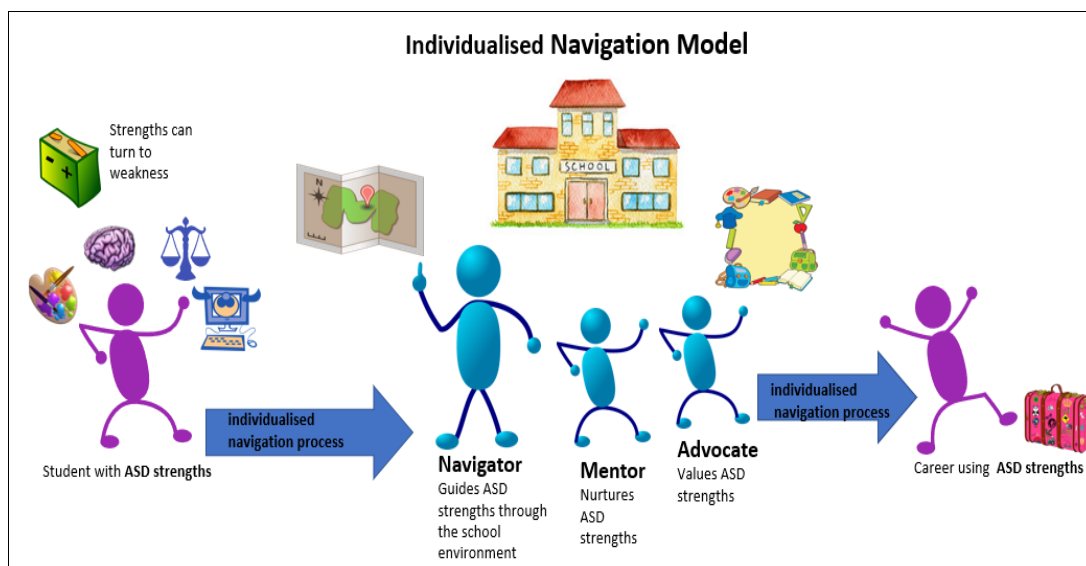 Individualised Navigation Model
Strengths can
turn to
weakness
N
SCHOOL
individualised
navigation process
individualised
navigation process
Student with ASD strengths
Navigator
Guides ASD
strengths through
the school
environment
Mentor
Nurtures
ASD
strengths
Advocate
Values ASD
strengths
Career using ASD strengths